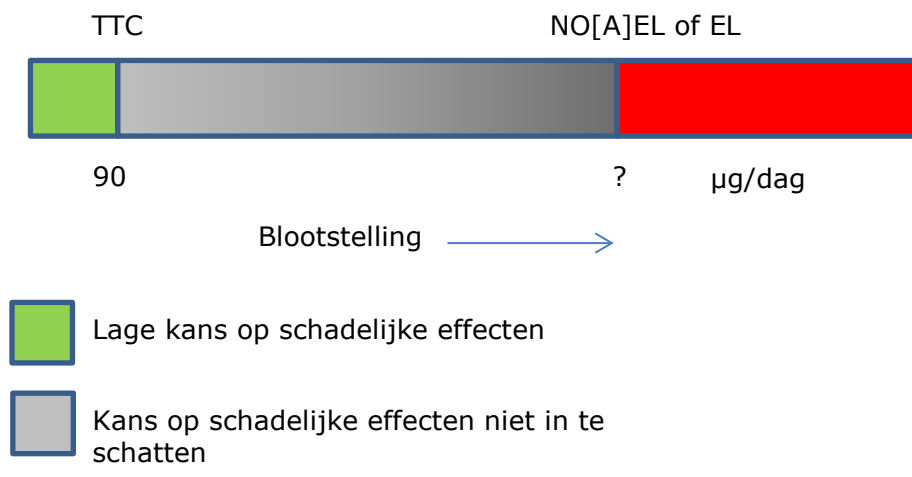 TTC NO[A]EL of EL
90 ? µg/dag
Blootstelling
Lage kans op schadelijke effecten
Kans op schadelijke effecten niet in te
schatten